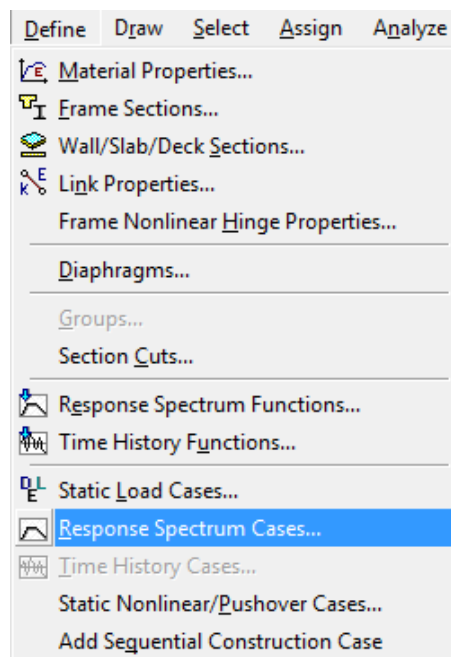 Define Draw Select Assign Analyze
Material Properties...
Frame Sections...
Wall/Slab/Deck Sections...
Link Properties...
Frame Nonlinear Hinge Properties...
Diaphragms...
Groups...
Section Cuts...
Response Spectrum Functions...
Time History Functions...
Static Load Cases...
Response Spectrum Cases...
Time History Cases...
Static Nonlinear/Pushover Cases...
Add Sequential Construction Case